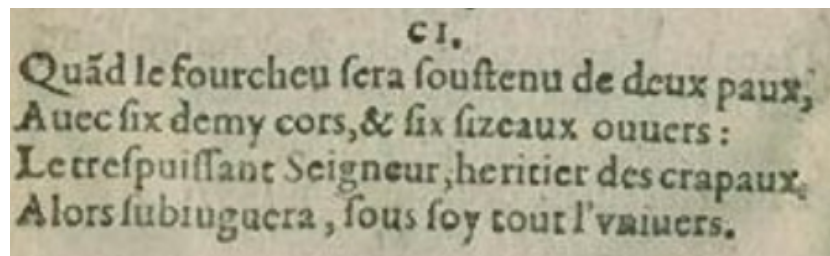 CI.
Quãd le fourcheu ſera ſouſtenu de deux paux,
Auec ſix demy cors, & ſix ſizeaux ouuers :
Le treſpuiſſant Seigneur, heritier des crapaux,
Alors ſubiuguera, ſous ſoy tout l'vniuers.